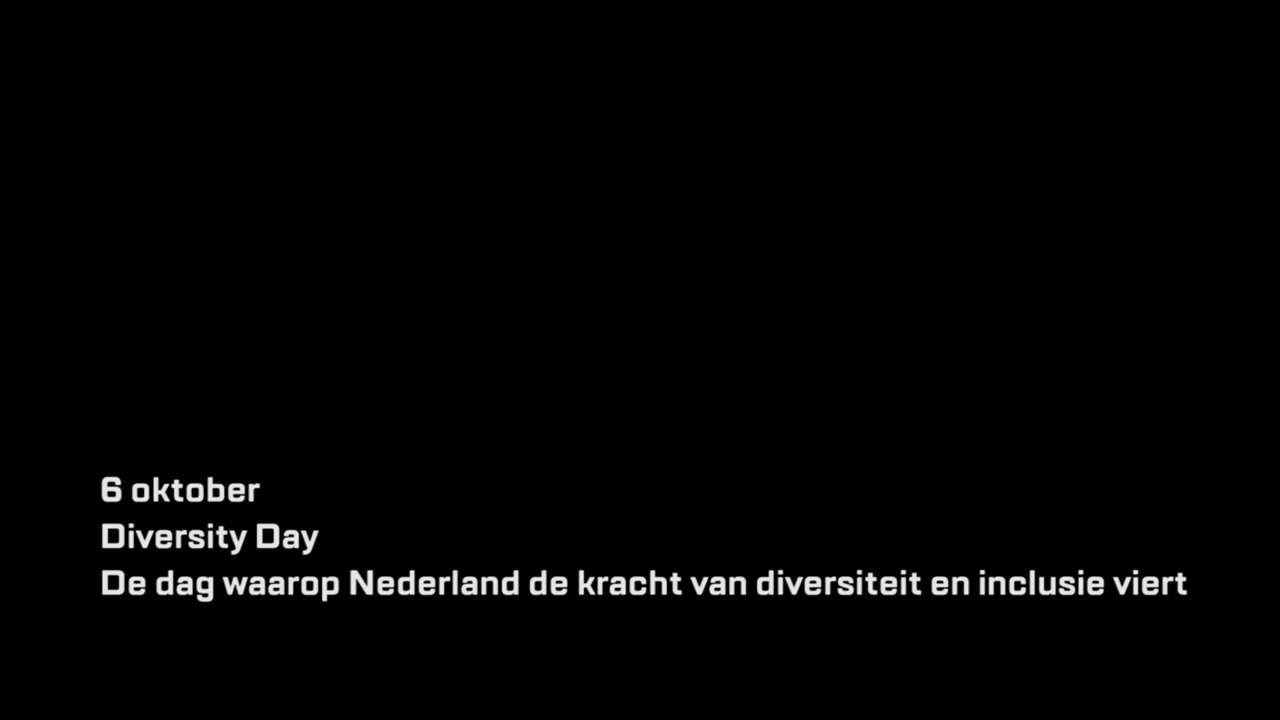 6 oktober
Diversity Day
De dag waarop Nederland de kracht van diversiteit en inclusie viert